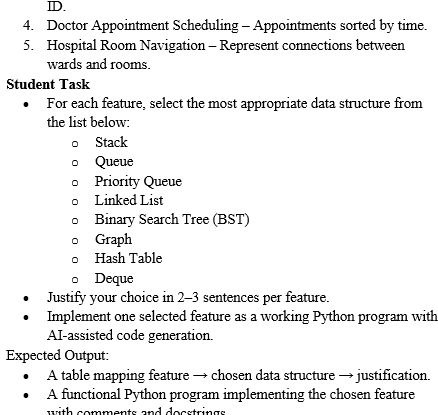 ID.
4. Doctor Appointment Scheduling – Appointments sorted by time.
5. Hospital Room Navigation – Represent connections between
wards and rooms.
Student Task
• For each feature, select the most appropriate data structure from
the list below:
o Stack
o Queue
o Priority Queue
o Linked List
o Binary Search Tree (BST)
o Graph
o Hash Table
o Deque
• Justify your choice in 2–3 sentences per feature.
• Implement one selected feature as a working Python program with
AI-assisted code generation.
Expected Output:
• A table mapping feature → chosen data structure → justification.
• A functional Python program implementing the chosen feature
with comments and docstrings